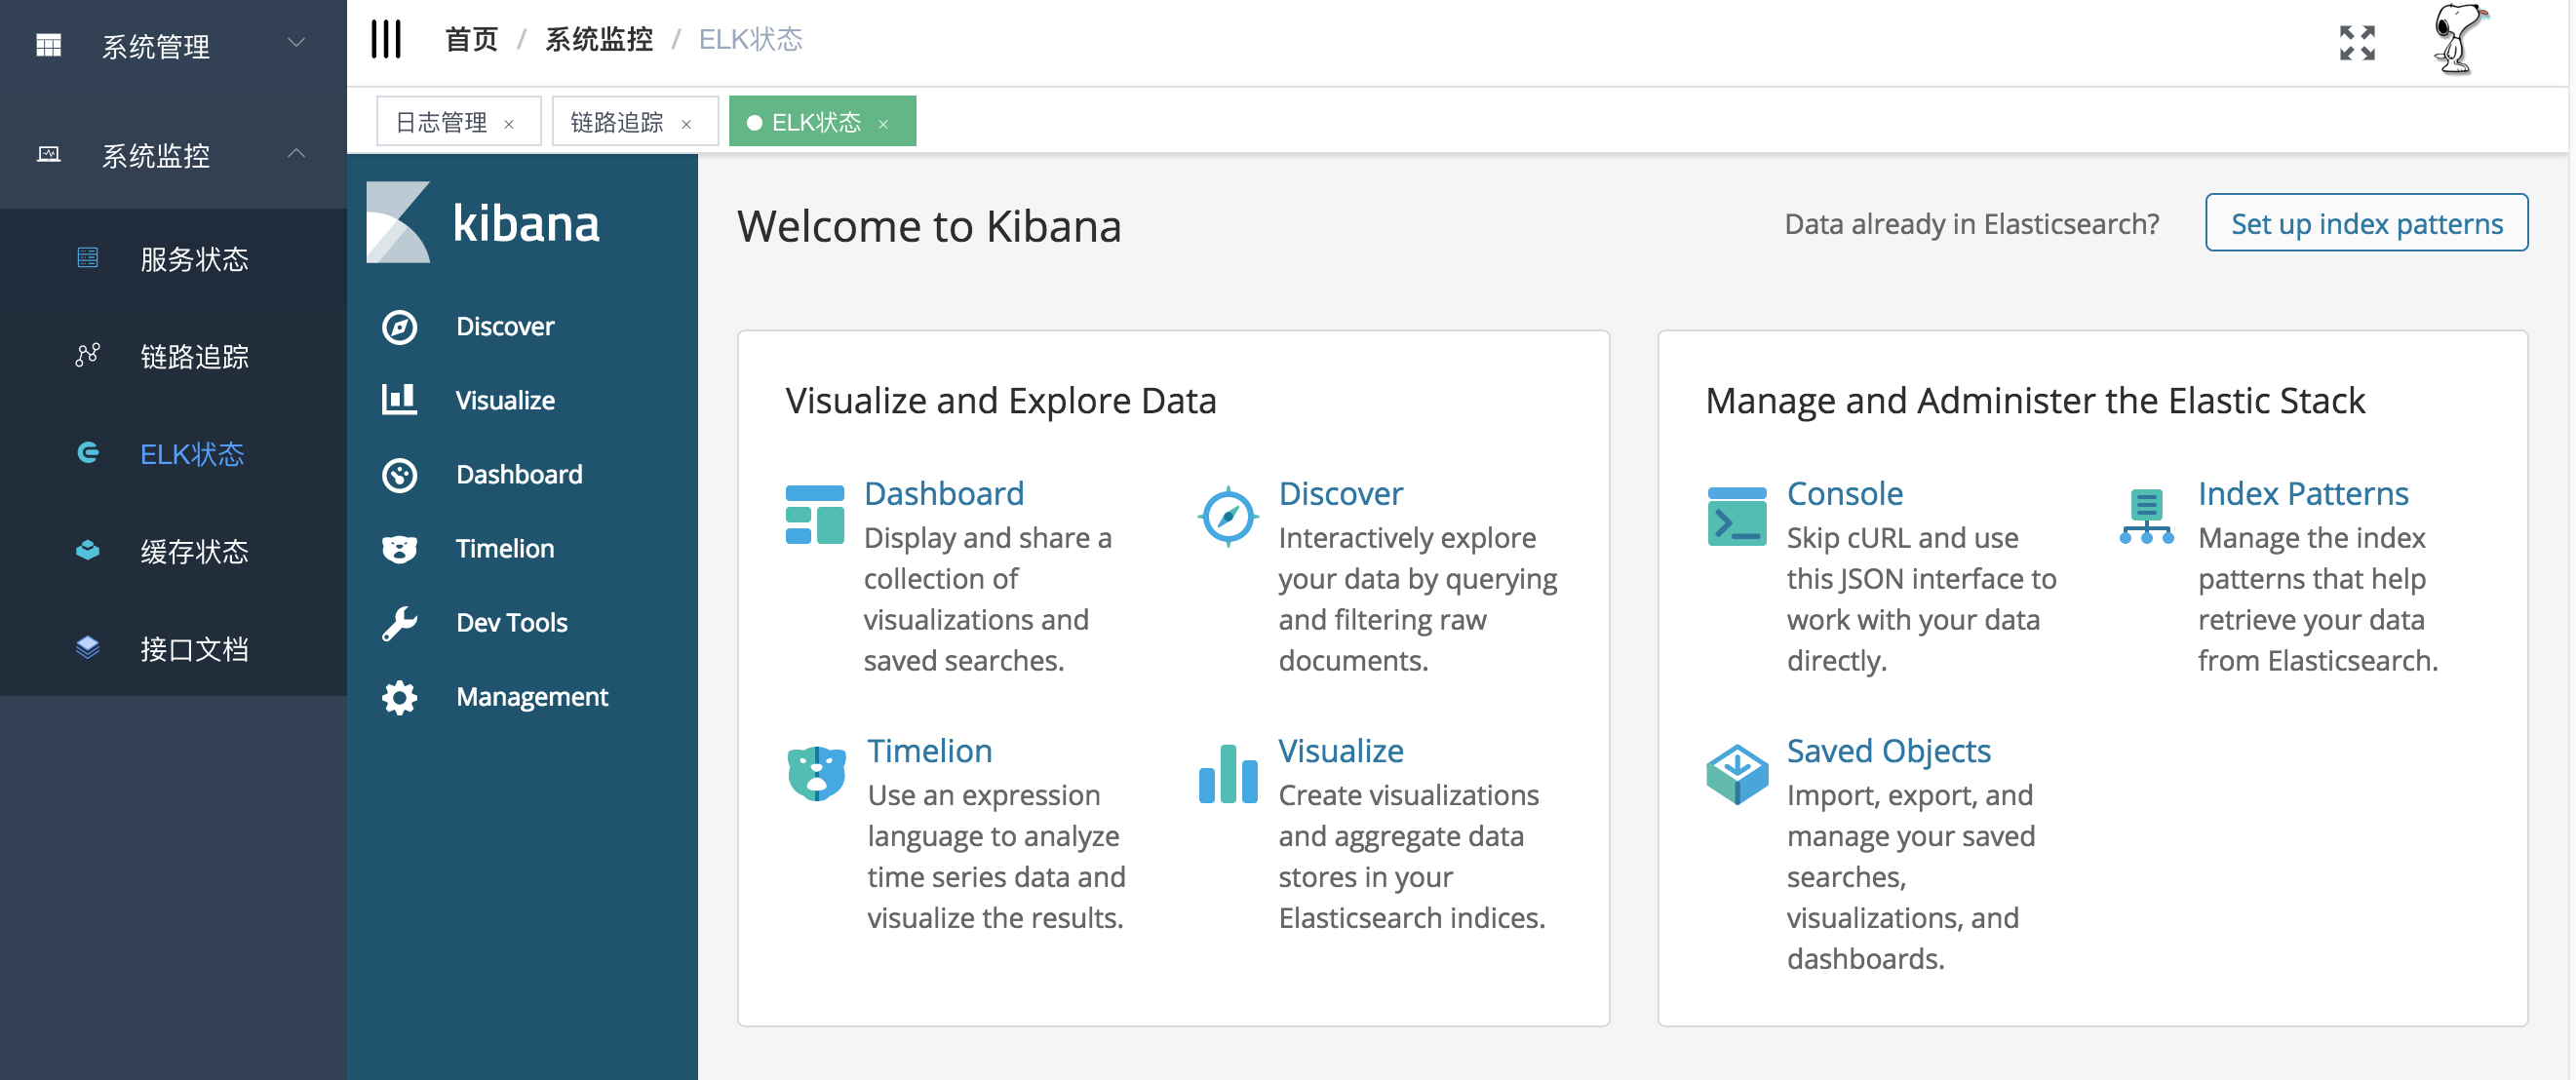 系统管理
系统监控
服务状态
链路追踪
ELK状态
缓存状态
接口文档
首页 / 系统监控 / ELK状态
日志管理 ×
链路追踪 ×
ELK状态 ×
kibana
Discover
Visualize
Dashboard
Timelion
Dev Tools
Management
Welcome to Kibana
Data already in Elasticsearch?
Set up index patterns
Visualize and Explore Data
Dashboard
Display and share a
collection of
visualizations and
saved searches.
Discover
Interactively explore
your data by querying
and filtering raw
documents.
Timelion
Use an expression
language to analyze
time series data and
visualize the results.
Visualize
Create visualizations
and aggregate data
stores in your
Elasticsearch indices.
Manage and Administer the Elastic Stack
Console
Skip cURL and use
this JSON interface to
work with your data
directly.
Index Patterns
Manage the index
patterns that help
retrieve your data
from Elasticsearch.
Saved Objects
Import, export, and
manage your saved
searches,
visualizations, and
dashboards.